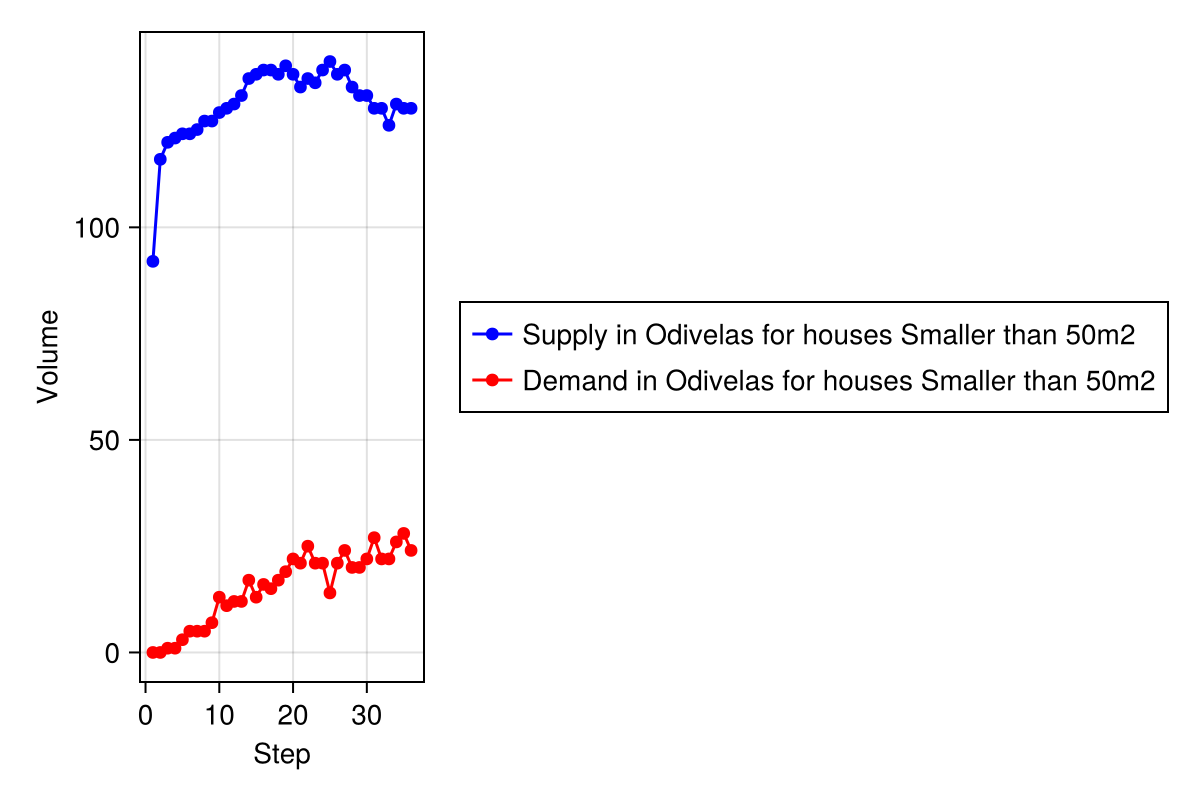 Volume
100
50
0
0 10 20 30
Step
Supply in Odivelas for houses Smaller than 50m2
Demand in Odivelas for houses Smaller than 50m2